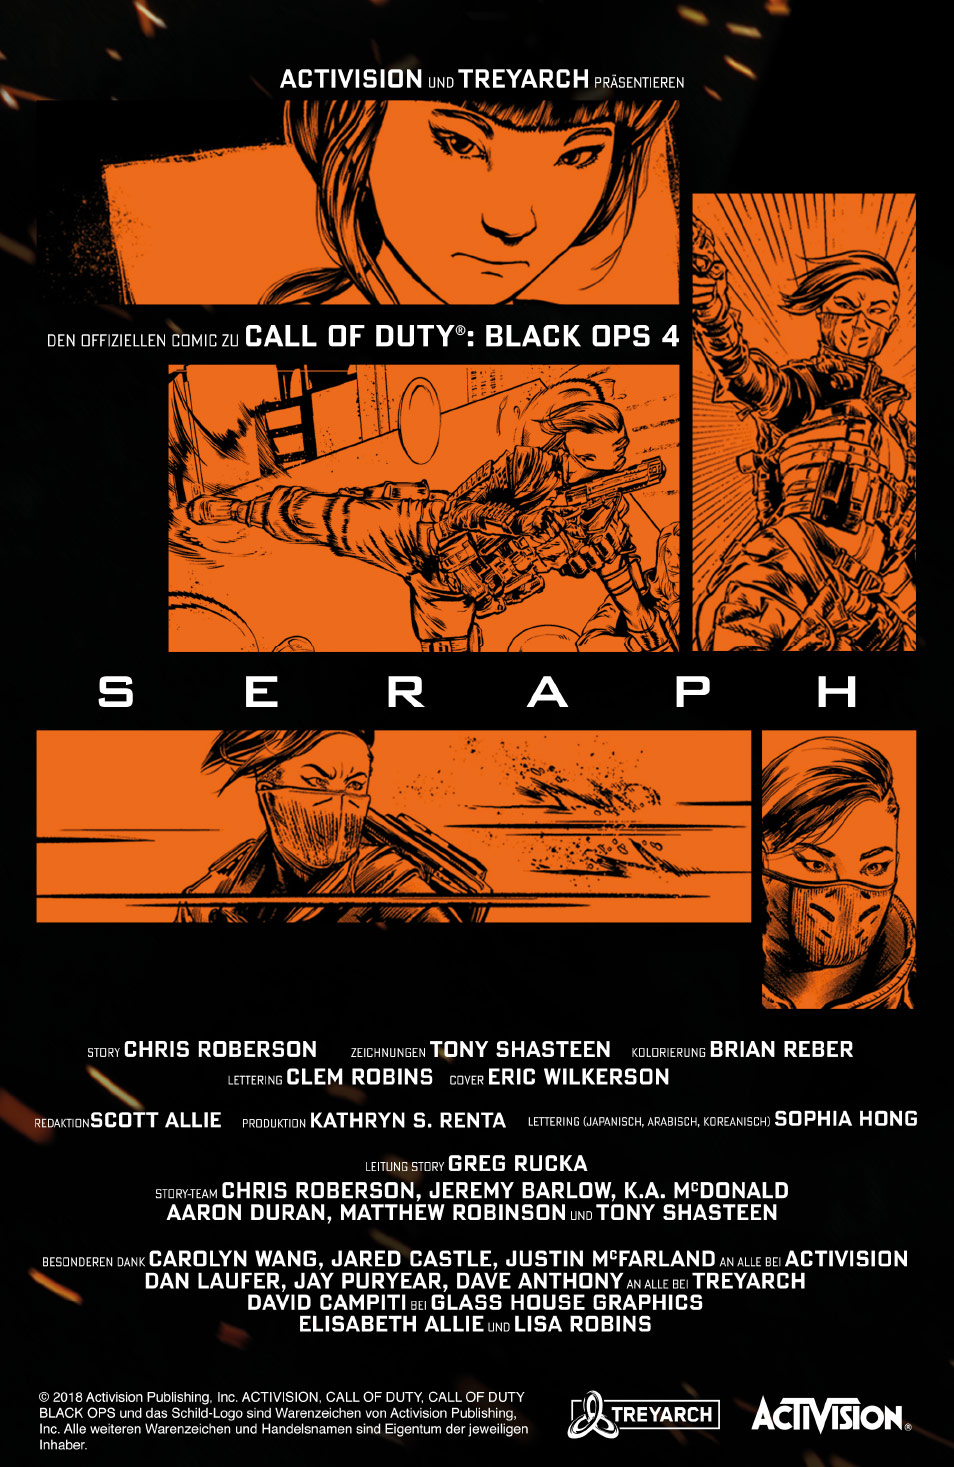 ACTIVISION UND TREYARCH PRÄSENTIEREN
DEN OFFIZIELLEN COMIC ZU CALL OF DUTY®: BLACK OPS 4
SERAPH
STORY CHRIS ROBERSON ZEICHNUNGEN TONY SHASTEEN KOLORIERUNG BRIAN REBER
LETTERING CLEM ROBINS COVER ERIC WILKERSON
REDAKTION SCOTT ALLIE PRODUKTION KATHRYN S. RENTA LETTERING (JAPANISCH, ARABISCH, KOREANISCH) SOPHIA HONG
LEITUNG STORY GREG RUCKA
STORY-TEAM CHRIS ROBERSON, JEREMY BARLOW, K.A. McDONALD
AARON DURAN, MATTHEW ROBINSON UND TONY SHASTEEN
BESONDEREN DANK CAROLYN WANG, JARED CASTLE, JUSTIN McFARLAND AN ALLE BEI ACTIVISION
DAN LAUFER, JAY PURYEAR, DAVE ANTHONY AN ALLE BEI TREYARCH
DAVID CAMPITI BEI GLASS HOUSE GRAPHICS
ELISABETH ALLIE UND LISA ROBINS
© 2018 Activision Publishing, Inc. ACTIVISION, CALL OF DUTY, CALL OF DUTY
BLACK OPS und das Schild-Logo sind Warenzeichen von Activision Publishing,
Inc. Alle weiteren Warenzeichen und Handelsnamen sind Eigentum der jeweiligen
Inhaber.
TREYARCH
ACTIVISION®